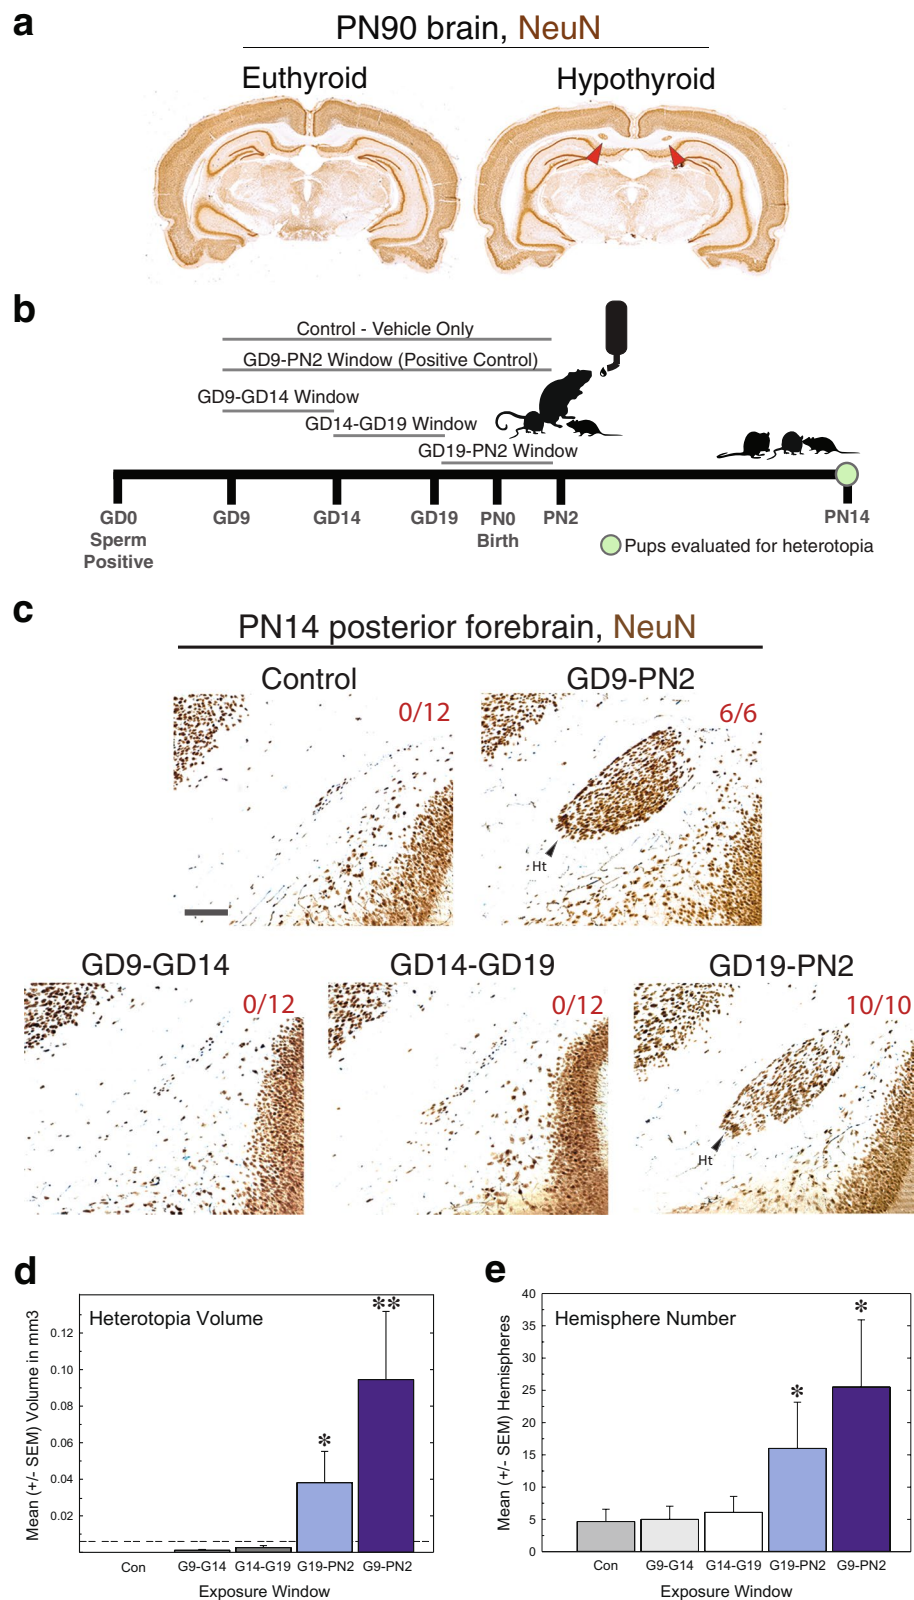 a
PN90 brain, NeuN
Euthyroid
Hypothyroid
b
Control - Vehicle Only
GD9-PN2 Window (Positive Control)
GD9-GD14 Window
GD14-GD19 Window
GD19-PN2 Window
GD0
Sperm
Positive
GD9
GD14
GD19
PN0
Birth
PN2
PN14
Pups evaluated for heterotopia
c
PN14 posterior forebrain, NeuN
Control
0/12
GD9-PN2
6/6
Ht
GD9-GD14
0/12
GD14-GD19
0/12
GD19-PN2
10/10
Ht
d
Heterotopia Volume
Mean (+/- SEM) Volume in mm3
0.12
0.10
0.08
0.06
0.04
0.02
*
**
Con
G9-G14
G14-G19
G19-PN2
G9-PN2
Exposure Window
e
Hemisphere Number
Mean (+/- SEM) Hemispheres
40
35
30
25
20
15
10
5
0
*
*
Con
G9-G14
G14-G19
G19-PN2
G9-PN2
Exposure Window